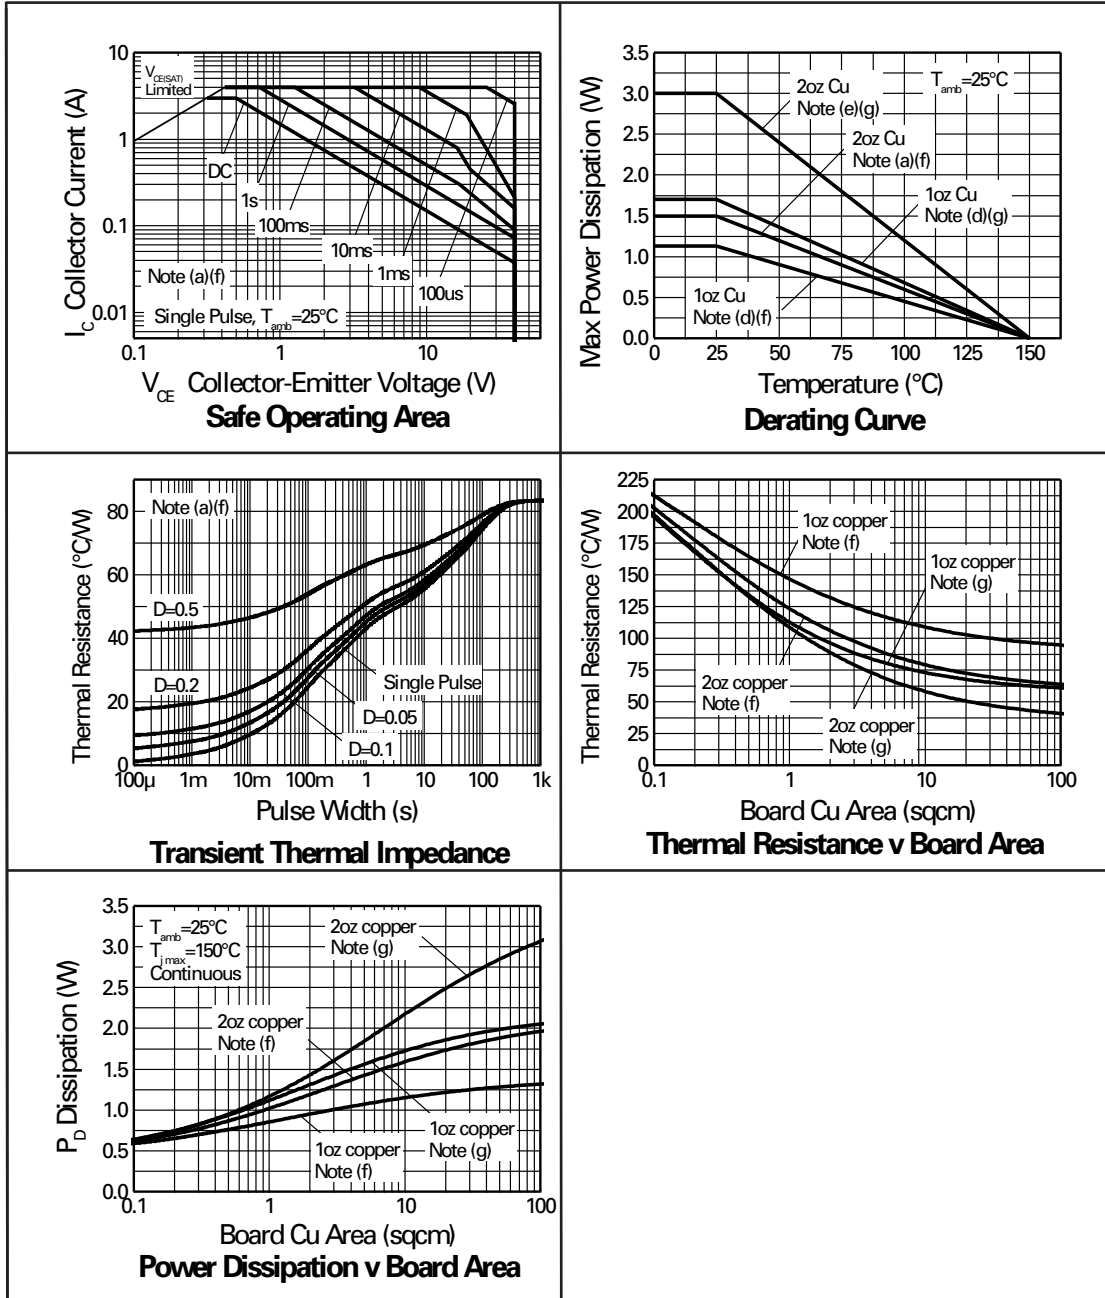 10
1
0.1
0.01
0.1
1
10
I_C Collector Current (A)
V_CE(SAT)
Limited
DC
1s
100ms
10ms
1ms
100us
Note (a)(f)
Single Pulse, T_amb=25°C
V_CE Collector-Emitter Voltage (V)
Safe Operating Area
3.5
3.0
2.5
2.0
1.5
1.0
0.5
0.0
0
25
50
75
100
125
150
Max Power Dissipation (W)
T_amb=25°C
2oz Cu
Note (e)(g)
2oz Cu
Note (a)(f)
1oz Cu
Note (d)(g)
1oz Cu
Note (d)(f)
Temperature (°C)
Derating Curve
80
60
40
20
0
100µ
1m
10m
100m
1
10
100
1k
Thermal Resistance (°C/W)
Note (a)(f)
D=0.5
D=0.2
Single Pulse
D=0.05
D=0.1
Pulse Width (s)
Transient Thermal Impedance
225
200
175
150
125
100
75
50
25
0
0.1
1
10
100
Thermal Resistance (°C/W)
1oz copper
Note (f)
1oz copper
Note (g)
2oz copper
Note (f)
2oz copper
Note (g)
Board Cu Area (sqcm)
Thermal Resistance v Board Area
3.5
3.0
2.5
2.0
1.5
1.0
0.5
0.0
0.1
1
10
100
P_D Dissipation (W)
T_amb=25°C
T_j max=150°C
Continuous
2oz copper
Note (g)
2oz copper
Note (f)
1oz copper
Note (g)
1oz copper
Note (f)
Board Cu Area (sqcm)
Power Dissipation v Board Area